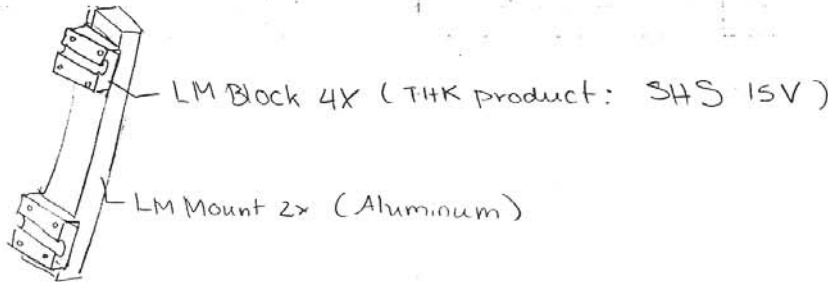 LM Block 4X (THK product: SHS 15V)
LM Mount 2x (Aluminum)